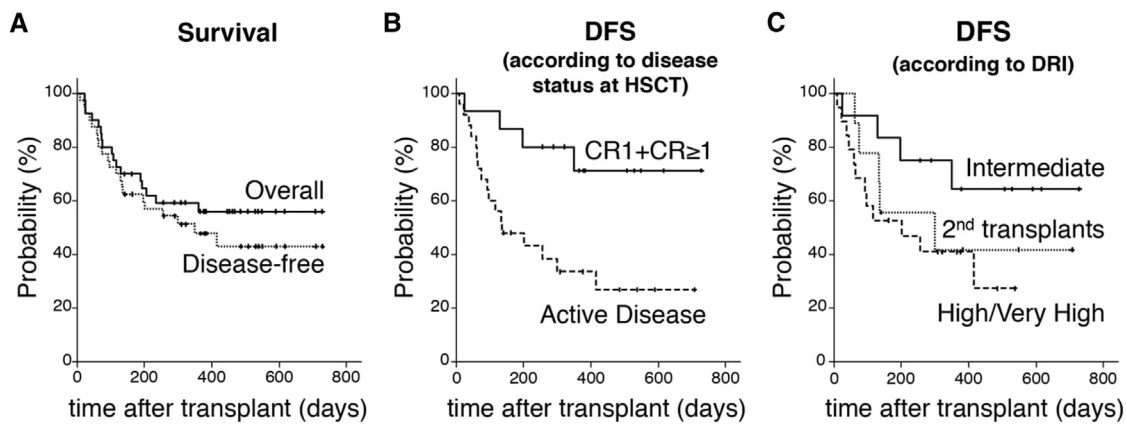 A
Survival
Probability (%)
100
80
60
40
20
0
Overall
Disease-free
0 200 400 600 800
time after transplant (days)
B
DFS
(according to disease
status at HSCT)
Probability (%)
100
80
60
40
20
0
CR1+CR≥1
Active Disease
0 200 400 600 800
time after transplant (days)
C
DFS
(according to DRI)
Probability (%)
100
80
60
40
20
0
Intermediate
2nd transplants
High/Very High
0 200 400 600 800
time after transplant (days)